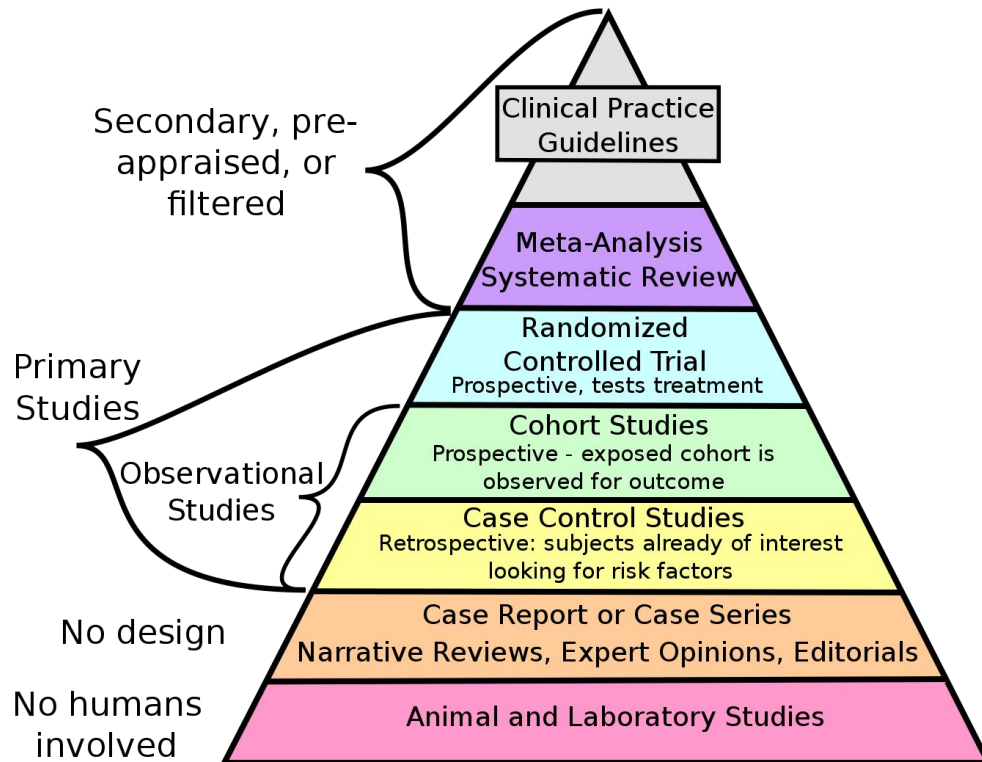 Secondary, pre-
appraised, or
filtered
Clinical Practice
Guidelines
Meta-Analysis
Systematic Review
Primary
Studies
Randomized
Controlled Trial
Prospective, tests treatment
Observational
Studies
Cohort Studies
Prospective - exposed cohort is
observed for outcome
Case Control Studies
Retrospective: subjects already of interest
looking for risk factors
No design
Case Report or Case Series
Narrative Reviews, Expert Opinions, Editorials
No humans
involved
Animal and Laboratory Studies